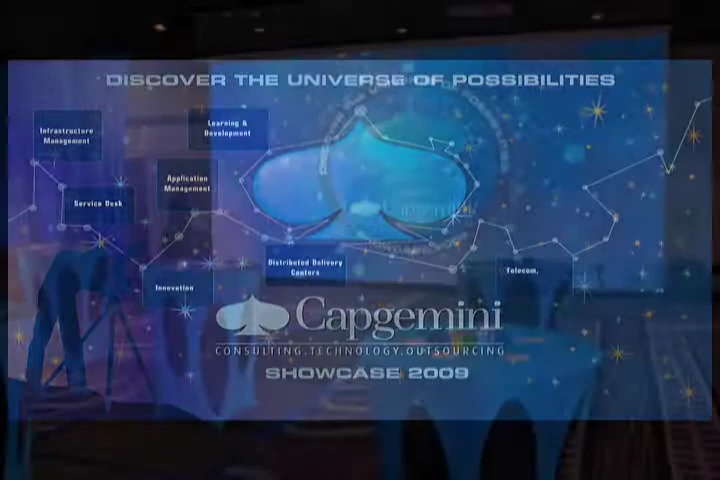 DISCOVER THE UNIVERSE OF POSSIBILITIES
Infrastructure
Management
Learning &
Development
Application
Management
Service Desk
Distributed Delivery
Centers
Telecom.
Innovation
Capgemini
Capgemini
CONSULTING.TECHNOLOGY.OUTSOURCING
SHOWCASE 2009